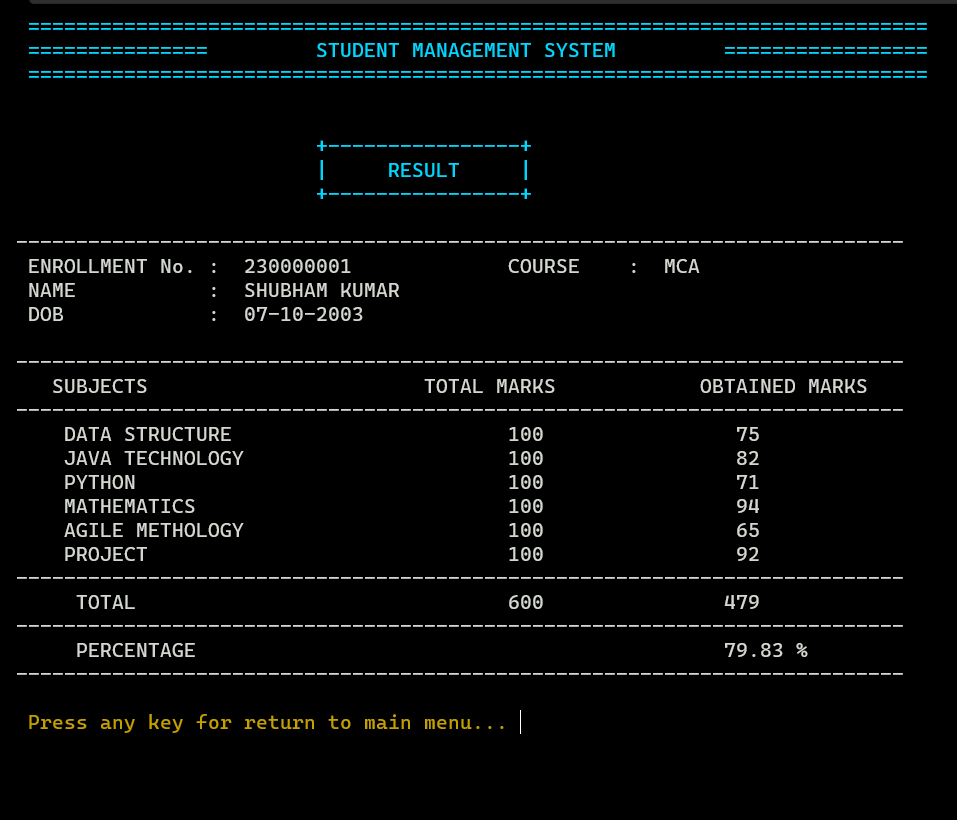 ===========================================================================
===============         STUDENT MANAGEMENT SYSTEM         =================
===========================================================================
+----------------+
|     RESULT     |
+----------------+
--------------------------------------------------------------------------
ENROLLMENT No. :  230000001             COURSE    :  MCA
NAME           :  SHUBHAM KUMAR
DOB            :  07-10-2003
--------------------------------------------------------------------------
SUBJECTS                       TOTAL MARKS            OBTAINED MARKS
--------------------------------------------------------------------------
DATA STRUCTURE                       100                75
JAVA TECHNOLOGY                      100                82
PYTHON                               100                71
MATHEMATICS                          100                94
AGILE METHOLOGY                      100                65
PROJECT                              100                92
--------------------------------------------------------------------------
TOTAL                               600               479
--------------------------------------------------------------------------
PERCENTAGE                                            79.83 %
--------------------------------------------------------------------------
Press any key for return to main menu...